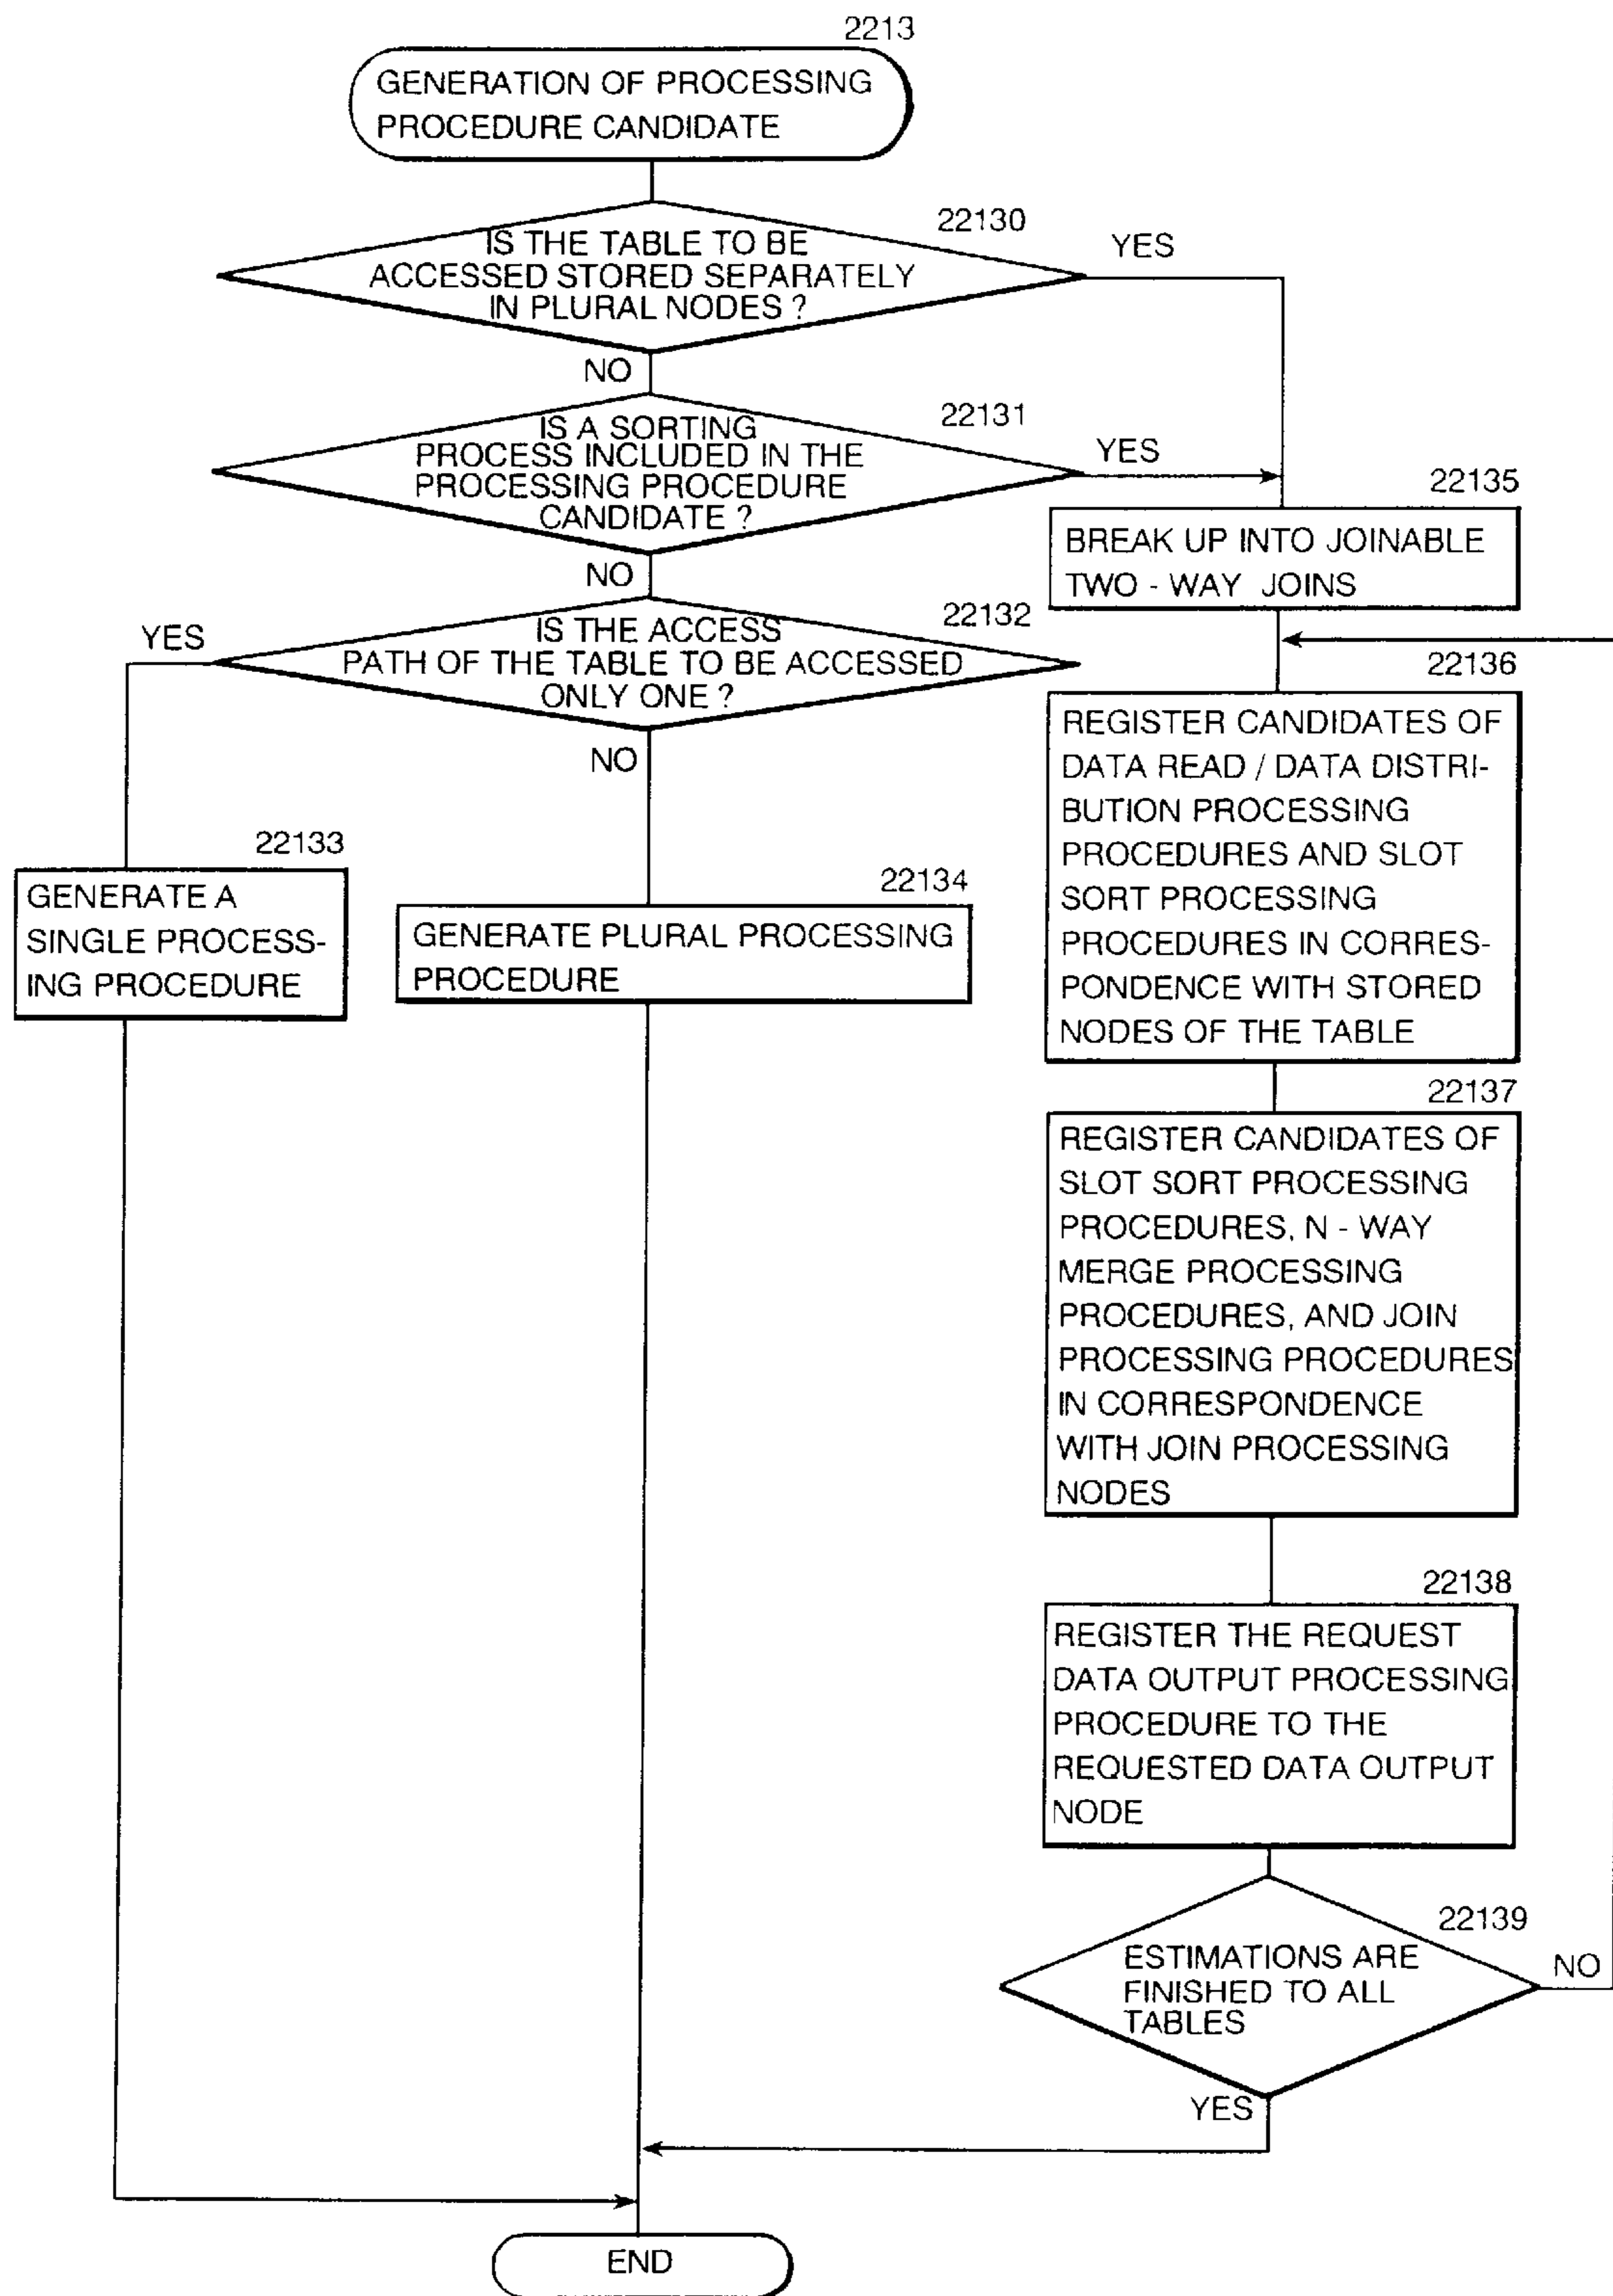 2213
GENERATION OF PROCESSING
PROCEDURE CANDIDATE
22130
IS THE TABLE TO BE
ACCESSED STORED SEPARATELY
IN PLURAL NODES ?
YES
NO
22131
IS A SORTING
PROCESS INCLUDED IN THE
PROCESSING PROCEDURE
CANDIDATE ?
YES
NO
22132
IS THE ACCESS
PATH OF THE TABLE TO BE ACCESSED
ONLY ONE ?
YES
NO
22133
GENERATE A
SINGLE PROCESS-
ING PROCEDURE
22134
GENERATE PLURAL PROCESSING
PROCEDURE
22135
BREAK UP INTO JOINABLE
TWO - WAY JOINS
22136
REGISTER CANDIDATES OF
DATA READ / DATA DISTRI-
BUTION PROCESSING
PROCEDURES AND SLOT
SORT PROCESSING
PROCEDURES IN CORRES-
PONDENCE WITH STORED
NODES OF THE TABLE
22137
REGISTER CANDIDATES OF
SLOT SORT PROCESSING
PROCEDURES, N - WAY
MERGE PROCESSING
PROCEDURES, AND JOIN
PROCESSING PROCEDURES
IN CORRESPONDENCE
WITH JOIN PROCESSING
NODES
22138
REGISTER THE REQUEST
DATA OUTPUT PROCESSING
PROCEDURE TO THE
REQUESTED DATA OUTPUT
NODE
22139
ESTIMATIONS ARE
FINISHED TO ALL
TABLES
NO
YES
END